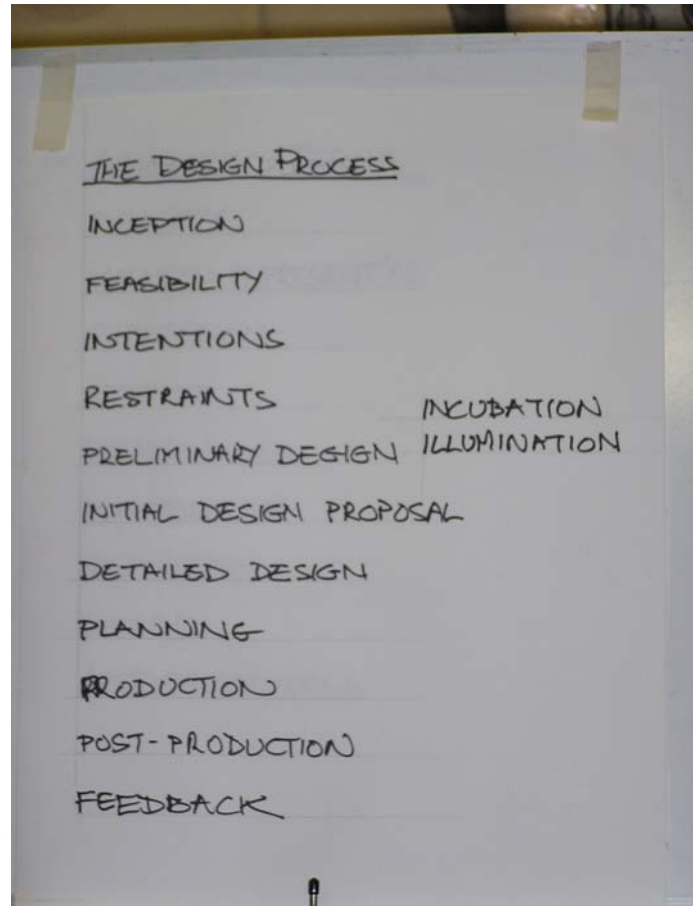 THE DESIGN PROCESS
INCEPTION
FEASIBILITY
INTENTIONS
RESTRAINTS
INCUBATION
PRELIMINARY DESIGN ILLUMINATION
INITIAL DESIGN PROPOSAL
DETAILED DESIGN
PLANNING
PRODUCTION
POST-PRODUCTION
FEEDBACK